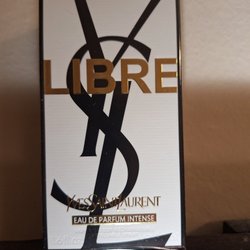 LIBRE
YVESSAINTLAURENT
EAU DE PARFUM INTENSE